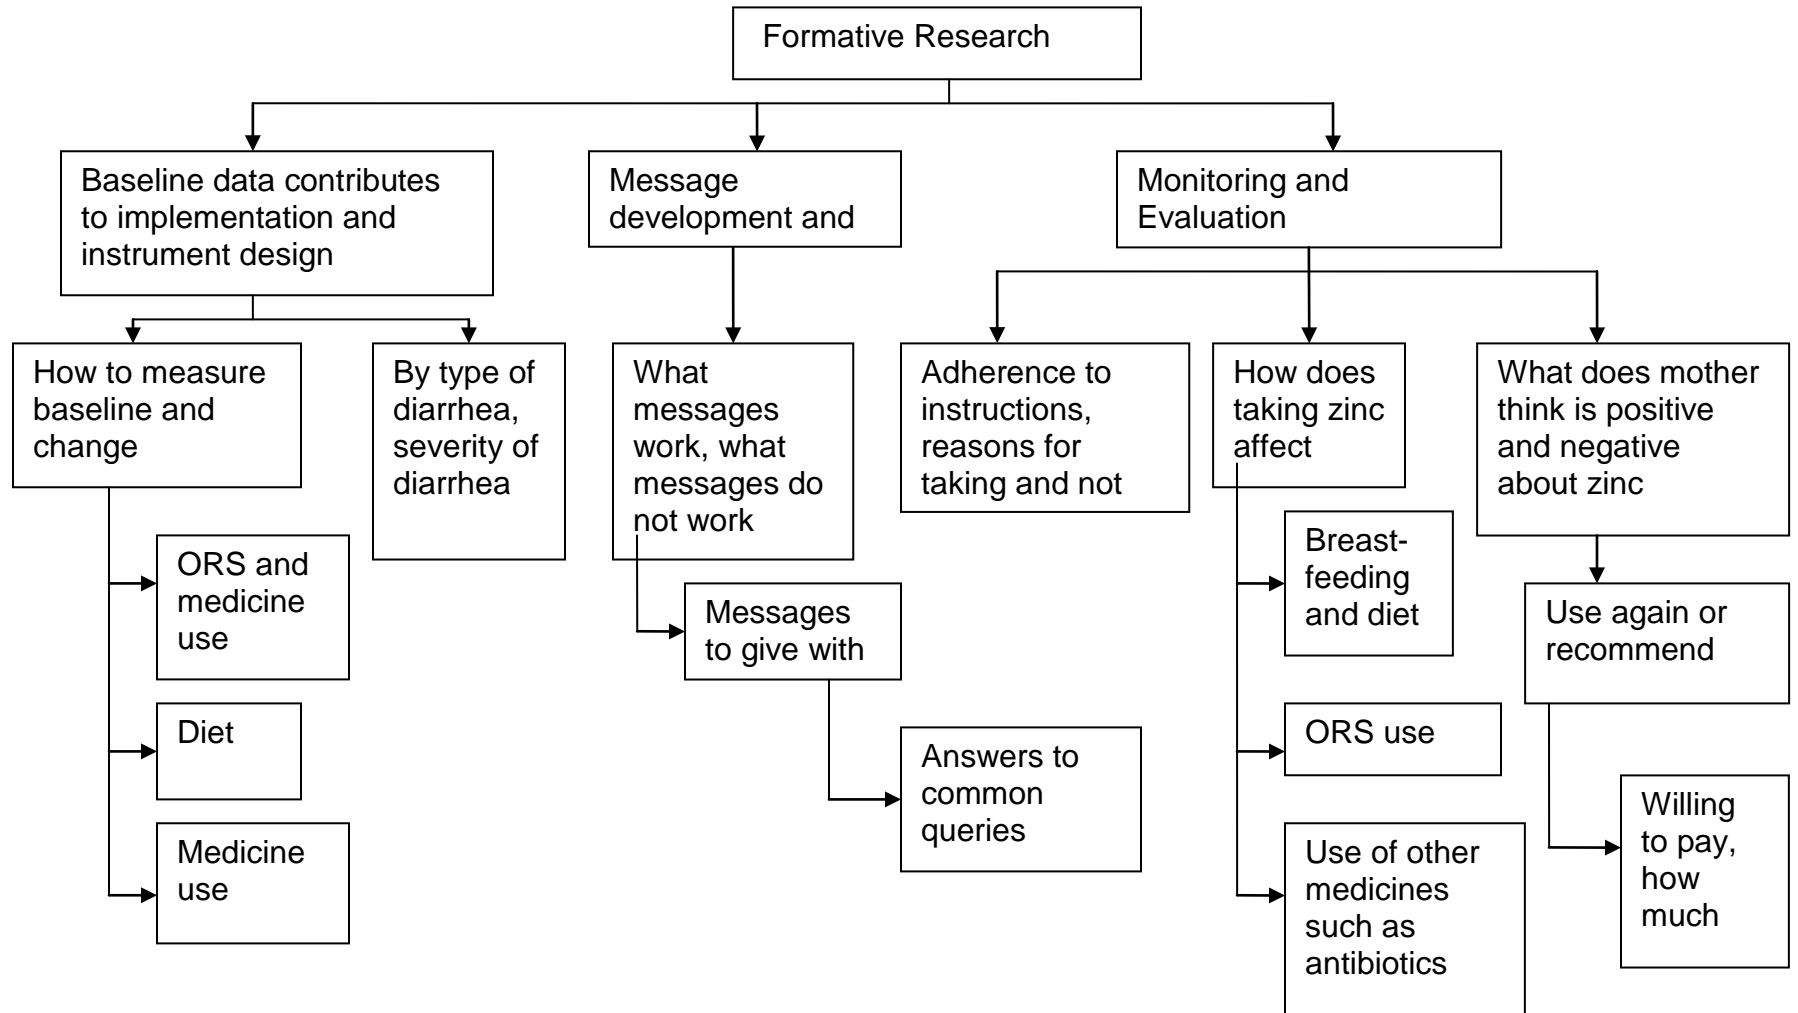 Formative Research
Baseline data contributes
to implementation and
instrument design
Message
development and
Monitoring and
Evaluation
How to measure
baseline and
change
By type of
diarrhea,
severity of
diarrhea
What
messages
work, what
messages do
not work
Adherence to
instructions,
reasons for
taking and not
How does
taking zinc
affect
What does mother
think is positive
and negative
about zinc
ORS and
medicine
use
Diet
Medicine
use
Messages
to give with
Answers to
common
queries
Breast-
feeding
and diet
ORS use
Use of other
medicines
such as
antibiotics
Use again or
recommend
Willing
to pay,
how
much